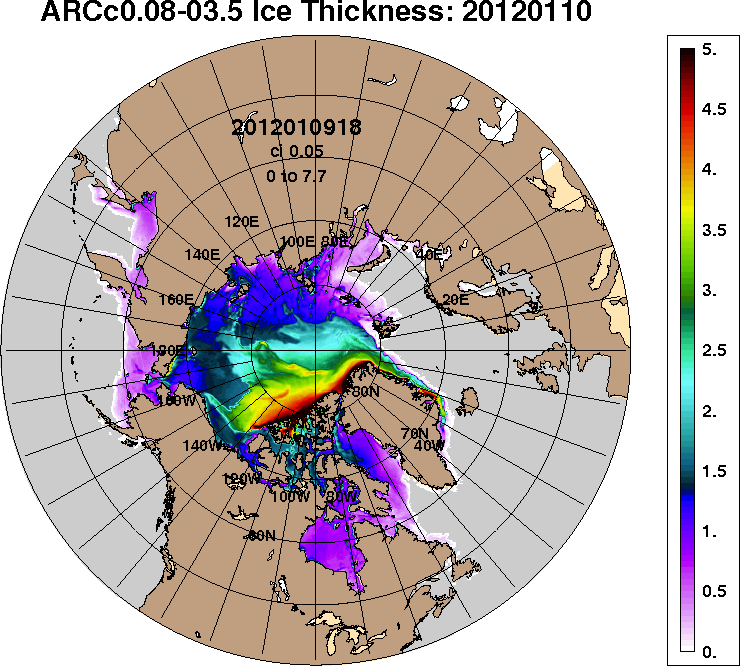 ARCc0.08-03.5 Ice Thickness: 20120110
2012010918
ci 0.05
0 to 7.7
120E
100E
80E
140E
40E
160E
20E
180E
160W
80N
70N
140W
40W
120W
100W
80W
60N
5.
4.5
4.
3.5
3.
2.5
2.
1.5
1.
0.5
0.